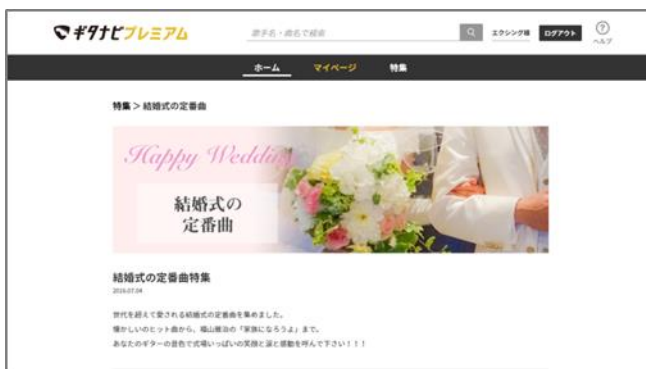 ギタナビプレミアム
歌手名・曲名で検索
エクシング様
ログアウト
?
ヘルプ
ホーム マイページ 特集
特集 > 結婚式の定番曲
Happy Wedding
結婚式の
定番曲
結婚式の定番曲特集
2016.07.04
世代を超えて愛される結婚式の定番曲を集めました。
懐かしいのヒット曲から、福山雅治の「家族になろうよ」まで。
あなたのギターの音色で式場いっぱいの笑顔と涙と感動を呼んで下さい！！！